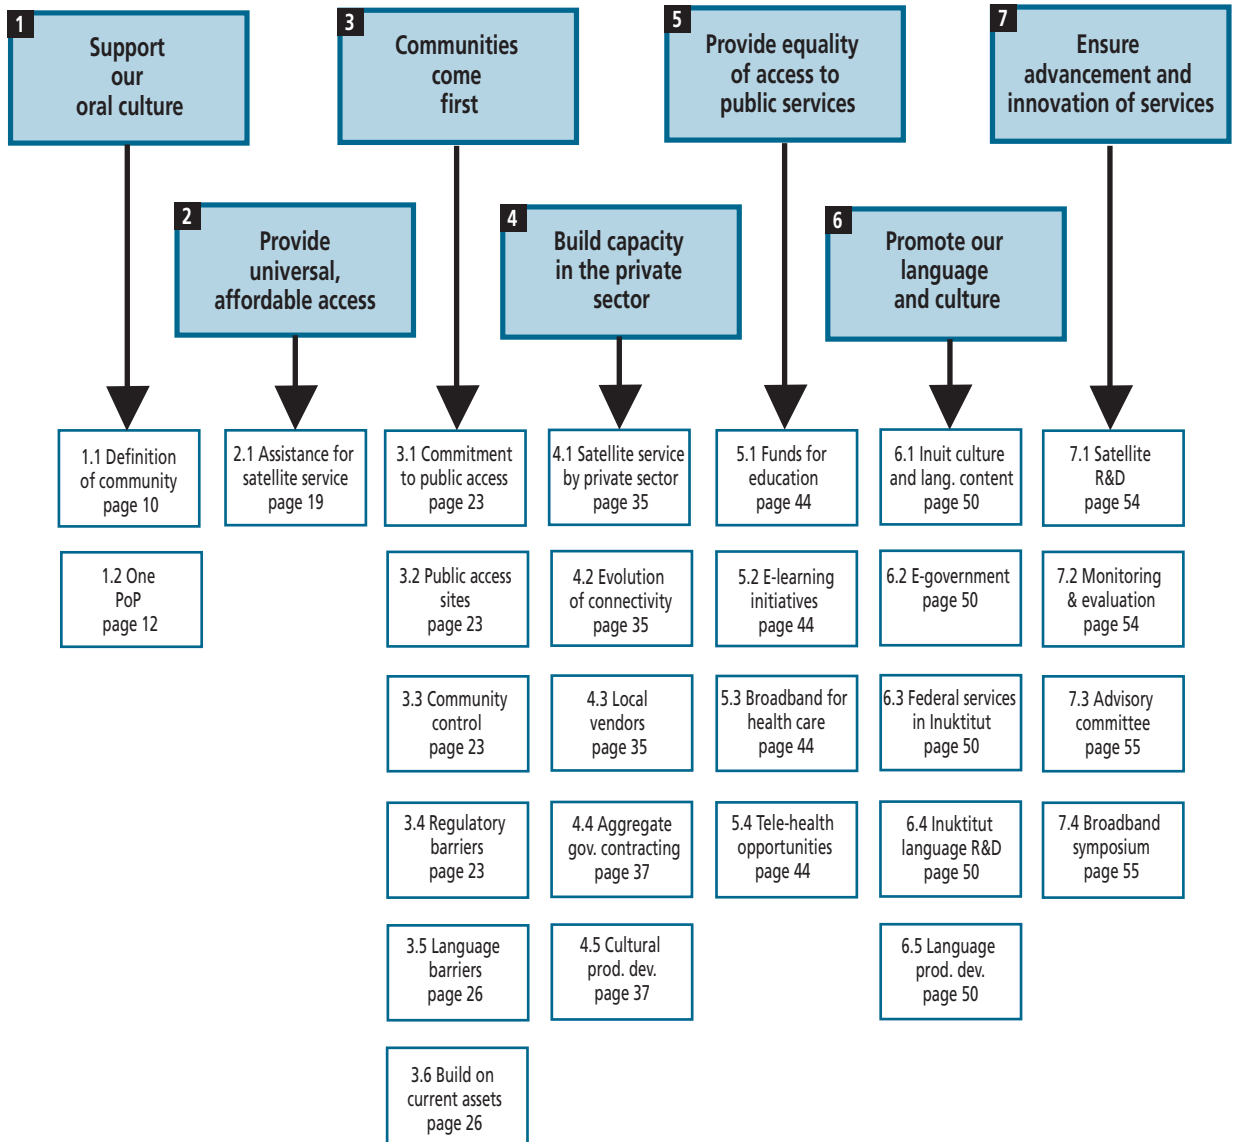 1
Support
our
oral culture
3
Communities
come
first
5
Provide equality
of access to
public services
7
Ensure
advancement and
innovation of services
2
Provide
universal,
affordable access
4
Build capacity
in the private
sector
6
Promote our
language
and culture
1.1 Definition
of community
page 10
1.2 One
PoP
page 12
2.1 Assistance for
satellite service
page 19
3.1 Commitment
to public access
page 23
3.2 Public access
sites
page 23
3.3 Community
control
page 23
3.4 Regulatory
barriers
page 23
3.5 Language
barriers
page 26
3.6 Build on
current assets
page 26
4.1 Satellite service
by private sector
page 35
4.2 Evolution
of connectivity
page 35
4.3 Local
vendors
page 35
4.4 Aggregate
gov. contracting
page 37
4.5 Cultural
prod. dev.
page 37
5.1 Funds for
education
page 44
5.2 E-learning
initiatives
page 44
5.3 Broadband for
health care
page 44
5.4 Tele-health
opportunities
page 44
6.1 Inuit culture
and lang. content
page 50
6.2 E-government
page 50
6.3 Federal services
in Inuktitut
page 50
6.4 Inuktitut
language R&D
page 50
6.5 Language
prod. dev.
page 50
7.1 Satellite
R&D
page 54
7.2 Monitoring
& evaluation
page 54
7.3 Advisory
committee
page 55
7.4 Broadband
symposium
page 55